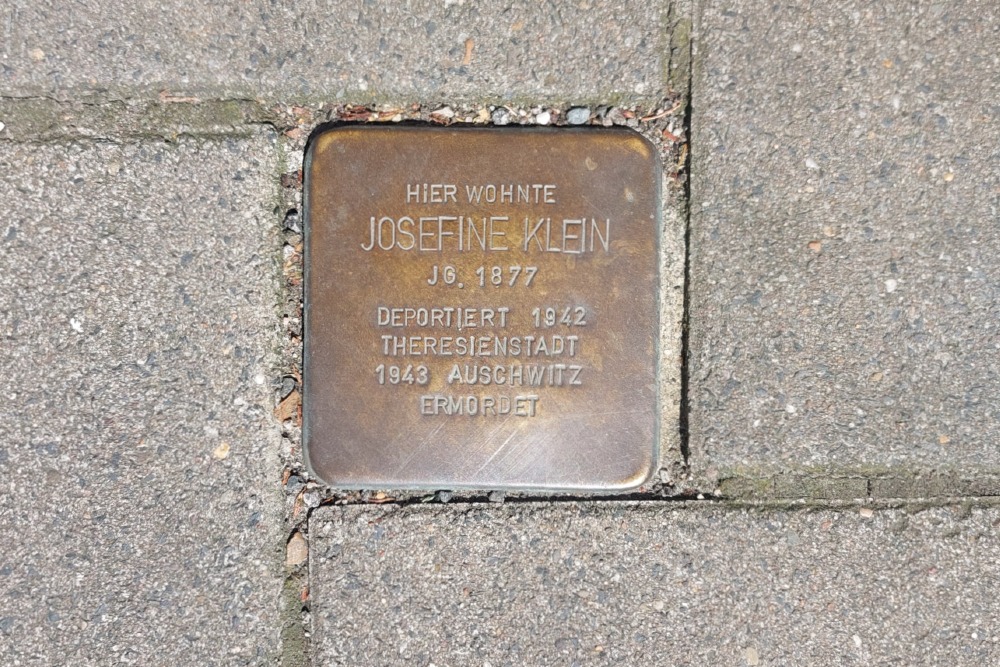 HIER WOHNTE
JOSEFINE KLEIN
JG. 1877
DEPORTIERT 1942
THERESIENSTADT
1943 AUSCHWITZ
ERMORDET